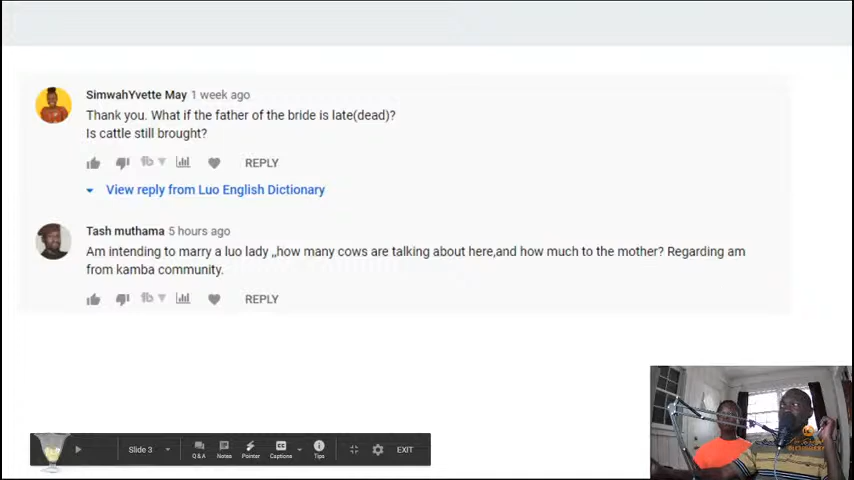 SimwahYvette May 1 week ago
Thank you. What if the father of the bride is late(dead)?
Is cattle still brought?
REPLY
View reply from Luo English Dictionary
Tash muthama 5 hours ago
Am intending to marry a luo lady ,,how many cows are talking about here,and how much to the mother? Regarding am
from kamba community.
REPLY
Slide 3
Q & A
Notes
Pointer
Captions
Tips
EXIT